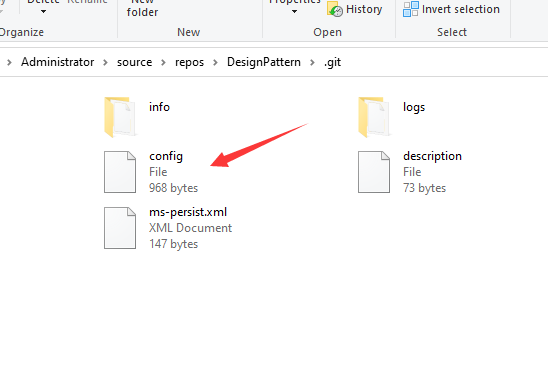 Delete
Rename
New
folder
Properties
History
Invert selection
Organize
New
Open
Select
Administrator > source > repos > DesignPattern > .git
info
logs
config
File
968 bytes
description
File
73 bytes
ms-persist.xml
XML Document
147 bytes